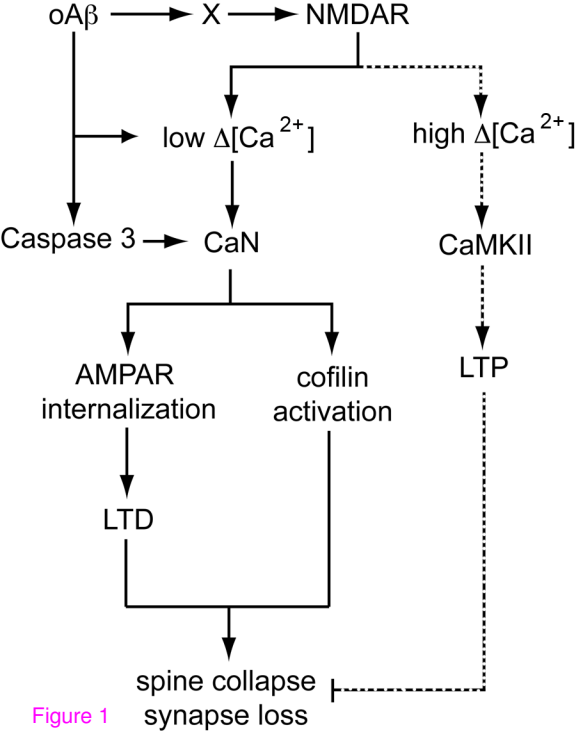 oAβ X NMDAR
low Δ[Ca2+] high Δ[Ca2+]
Caspase 3 CaN CaMKII
AMPAR internalization
cofilin activation
LTP
LTD
spine collapse
synapse loss
Figure 1